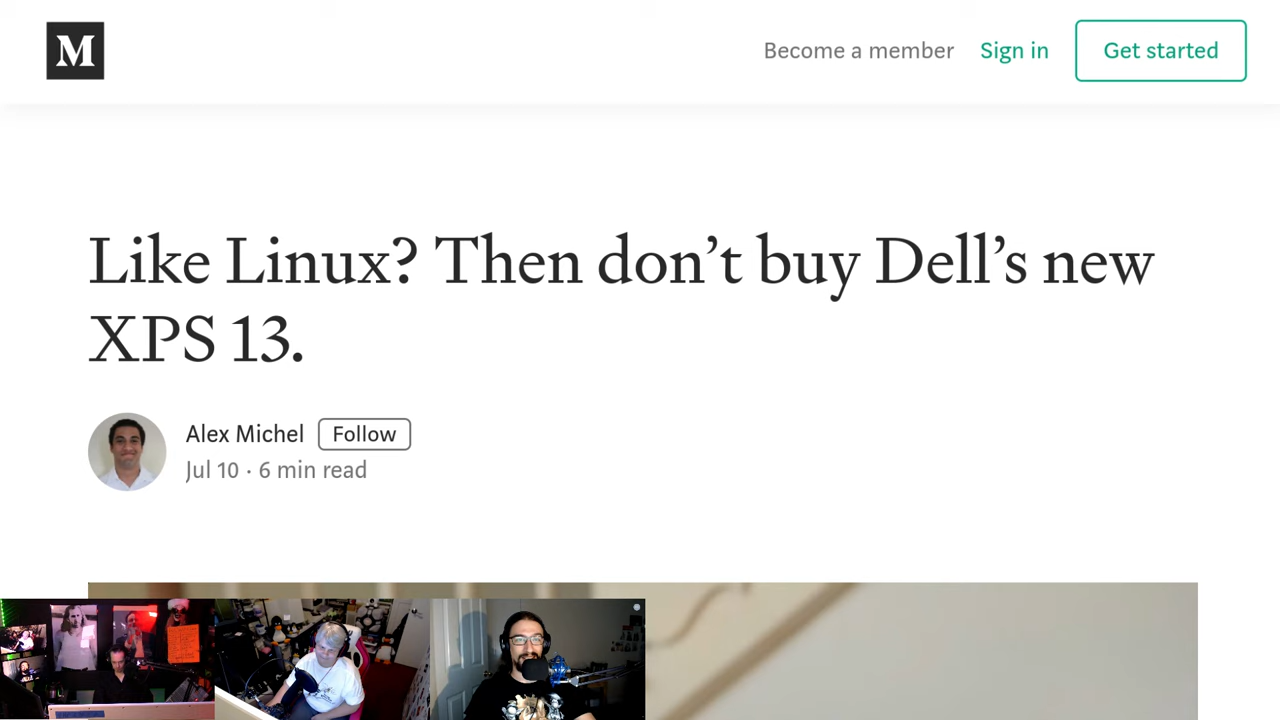 M
Become a member
Sign in
Get started
Like Linux? Then don’t buy Dell’s new
XPS 13.
Alex Michel
Follow
Jul 10 · 6 min read